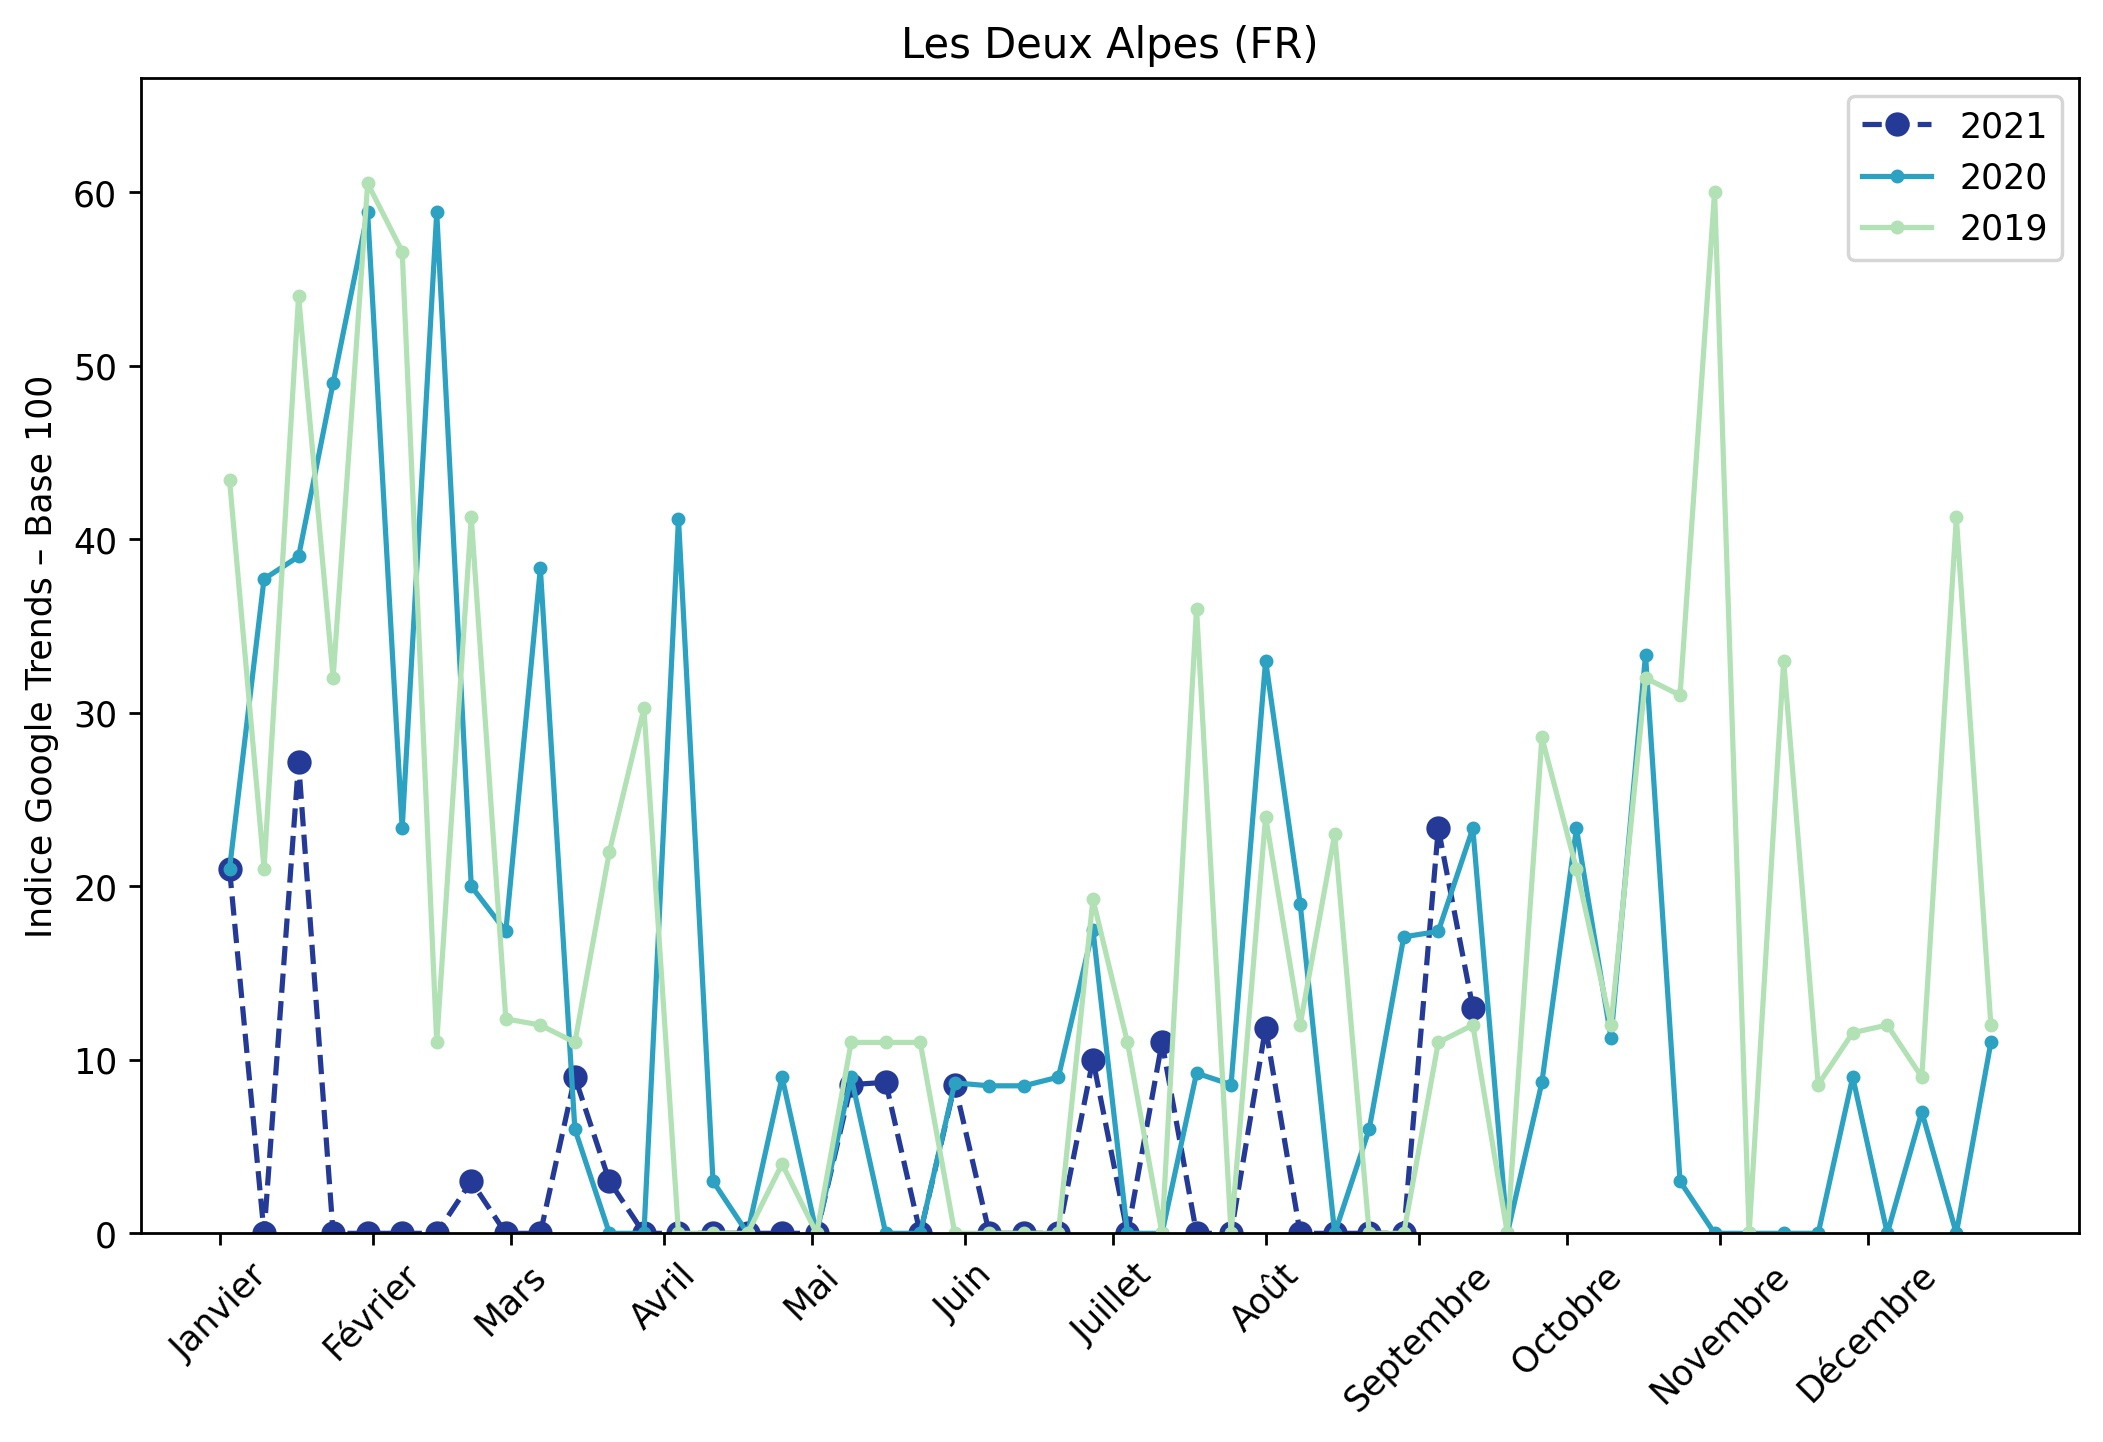 Les Deux Alpes (FR)
2021
2020
2019
Indice Google Trends – Base 100
60
50
40
30
20
10
0
Janvier
Février
Mars
Avril
Mai
Juin
Juillet
Août
Septembre
Octobre
Novembre
Décembre